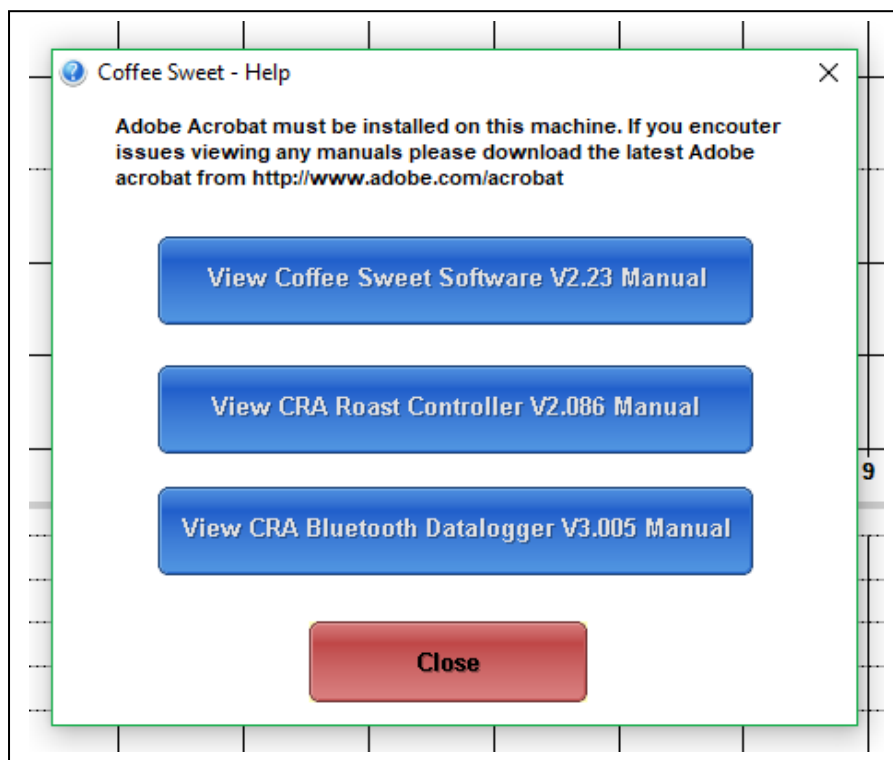 Coffee Sweet - Help
Adobe Acrobat must be installed on this machine. If you encouter
issues viewing any manuals please download the latest Adobe
acrobat from http://www.adobe.com/acrobat
View Coffee Sweet Software V2.23 Manual
View CRA Roast Controller V2.086 Manual
9
View CRA Bluetooth Datalogger V3.005 Manual
Close